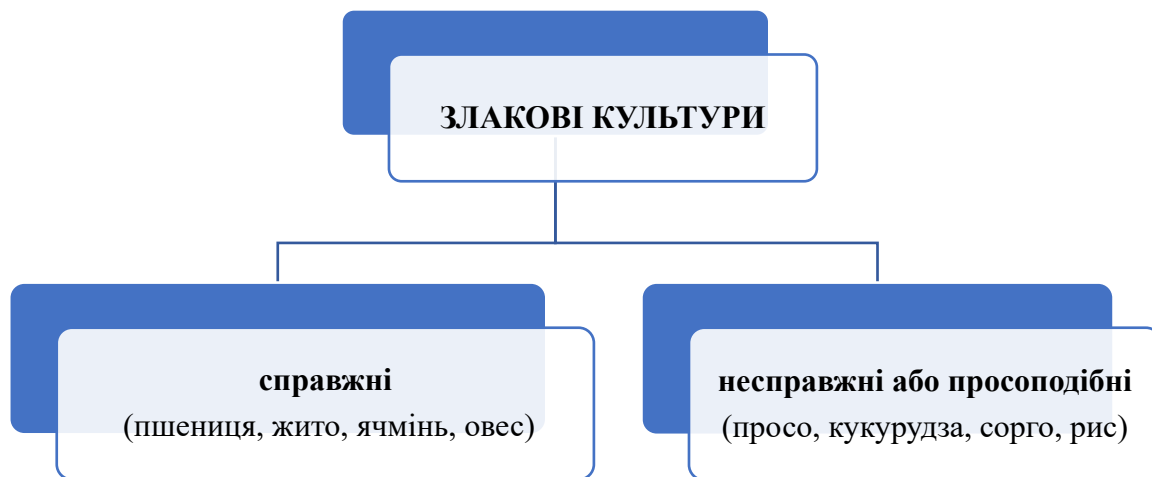 ЗЛАКОВІ КУЛЬТУРИ
справжні
(пшениця, жито, ячмінь, овес)
несправжні або просоподібні
(просо, кукурудза, сорго, рис)